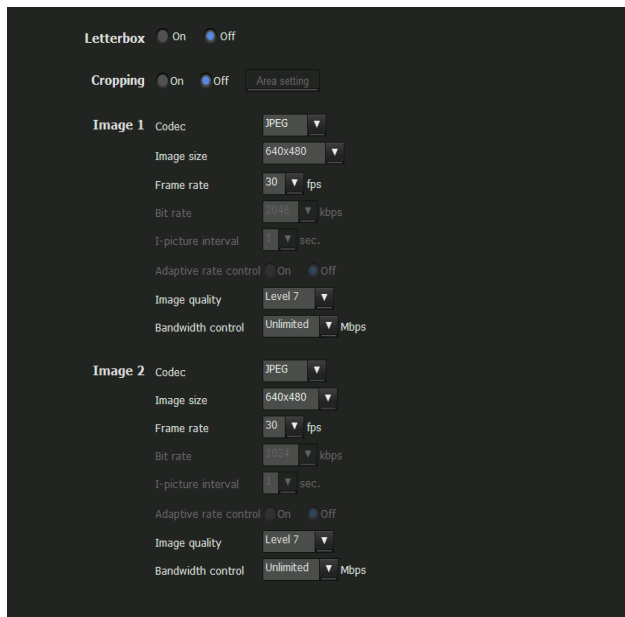 Letterbox On Off
Cropping On Off Area setting
Image 1 Codec JPEG
Image size 640x480
Frame rate 30 fps
Bit rate 2048 kbps
I-picture interval 1 sec.
Adaptive rate control On Off
Image quality Level 7
Bandwidth control Unlimited Mbps
Image 2 Codec JPEG
Image size 640x480
Frame rate 30 fps
Bit rate 1024 kbps
I-picture interval 1 sec.
Adaptive rate control On Off
Image quality Level 7
Bandwidth control Unlimited Mbps